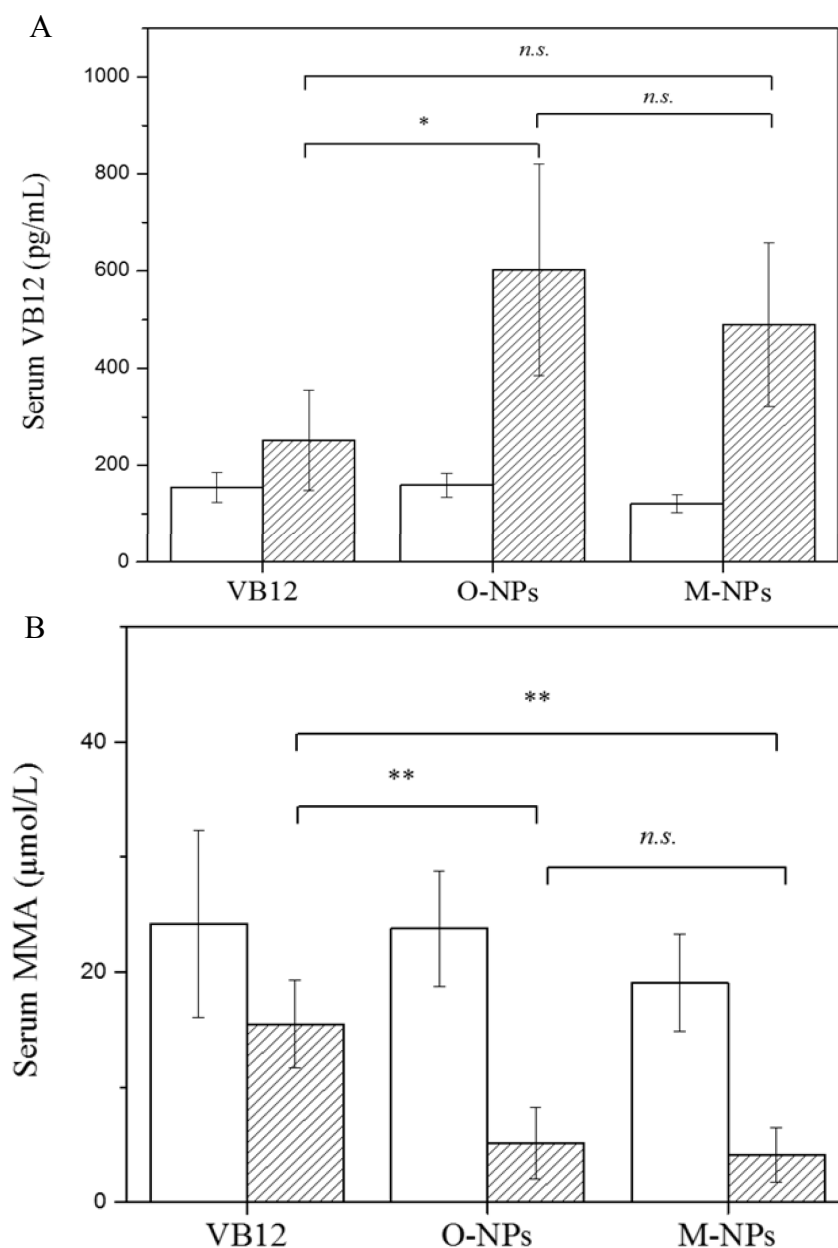 A
Serum VB12 (pg/mL)
1000
800
600
400
200
0
n.s.
n.s.
*
VB12 O-NPs M-NPs
B
Serum MMA (µmol/L)
40
20
0
**
**
n.s.
VB12 O-NPs M-NPs